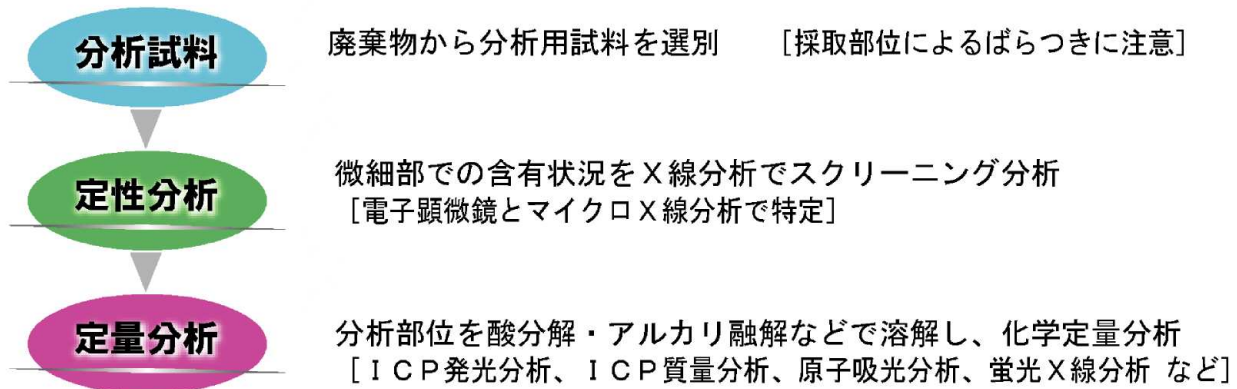 分析試料
廃棄物から分析用試料を選別　［採取部位によるばらつきに注意］
定性分析
微細部での含有状況をＸ線分析でスクリーニング分析
［電子顕微鏡とマイクロＸ線分析で特定］
定量分析
分析部位を酸分解・アルカリ融解などで溶解し、化学定量分析
［ＩＣＰ発光分析、ＩＣＰ質量分析、原子吸光分析、蛍光Ｘ線分析 など］